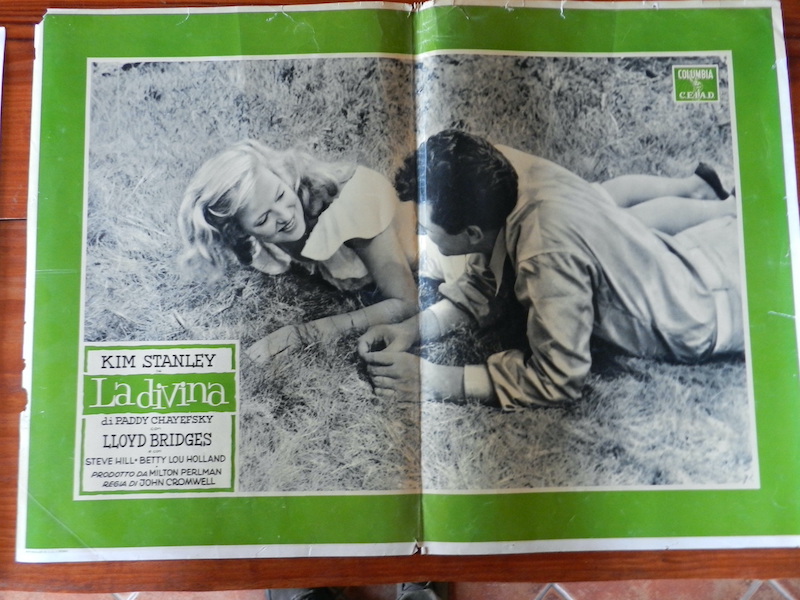 COLUMBIA
C.E.I.A.D.
KIM STANLEY
in
La divina
di PADDY CHAYEFSKY
con
LLOYD BRIDGES
e con
STEVE HILL • BETTY LOU HOLLAND
PRODOTTO DA MILTON PERLMAN
REGIA DI JOHN CROMWELL